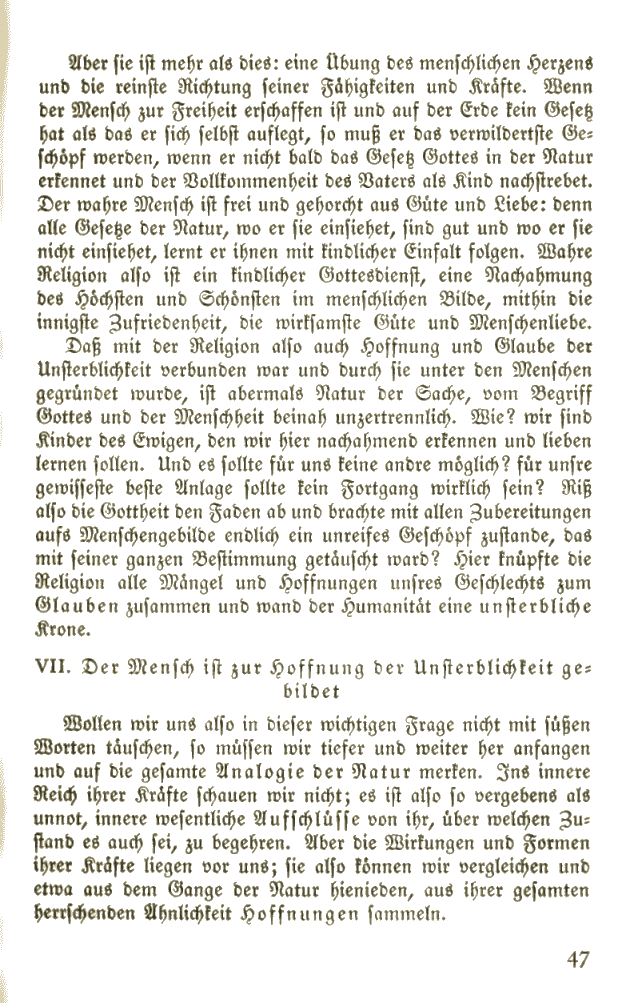 Aber sie ist mehr als dies: eine Übung des menschlichen Herzens
und die reinste Richtung seiner Fähigkeiten und Kräfte. Wenn
der Mensch zur Freiheit erschaffen ist und auf der Erde kein Gesetz
hat als das er sich selbst auflegt, so muß er das verwildertste Ge-
schöpf werden, wenn er nicht bald das Gesetz Gottes in der Natur
erkennet und der Vollkommenheit des Vaters als Kind nachstrebet.
Der wahre Mensch ist frei und gehorcht aus Güte und Liebe: denn
alle Gesetze der Natur, wo er sie einsiehet, sind gut und wo er sie
nicht einsiehet, lernt er ihnen mit kindlicher Einfalt folgen. Wahre
Religion also ist ein kindlicher Gottesdienst, eine Nachahmung
des Höchsten und Schönsten im menschlichen Bilde, mithin die
innigste Zufriedenheit, die wirksamste Güte und Menschenliebe.
Daß mit der Religion also auch Hoffnung und Glaube der
Unsterblichkeit verbunden war und durch sie unter den Menschen
gegründet wurde, ist abermals Natur der Sache, vom Begriff
Gottes und der Menschheit beinah unzertrennlich. Wie? wir sind
Kinder des Ewigen, den wir hier nachahmend erkennen und lieben
lernen sollen. Und es sollte für uns keine andre möglich? für unsre
gewisseste beste Anlage sollte kein Fortgang wirklich sein? Riß
also die Gottheit den Faden ab und brachte mit allen Zubereitungen
aufs Menschengebilde endlich ein unreifes Geschöpf zustande, das
mit seiner ganzen Bestimmung getäuscht ward? Hier knüpfte die
Religion alle Mängel und Hoffnungen unsres Geschlechts zum
Glauben zusammen und wand der Humanität eine unsterbliche
Krone.
VII. Der Mensch ist zur Hoffnung der Unsterblichkeit ge-
bildet
Wollen wir uns also in dieser wichtigen Frage nicht mit süßen
Worten täuschen, so müssen wir tiefer und weiter her anfangen
und auf die gesamte Analogie der Natur merken. Ins innere
Reich ihrer Kräfte schauen wir nicht; es ist also so vergebens als
unnot, innere wesentliche Aufschlüsse von ihr, über welchen Zu-
stand es auch sei, zu begehren. Aber die Wirkungen und Formen
ihrer Kräfte liegen vor uns; sie also können wir vergleichen und
etwa aus dem Gange der Natur hienieden, aus ihrer gesamten
herrschenden Ähnlichkeit Hoffnungen sammeln.
47